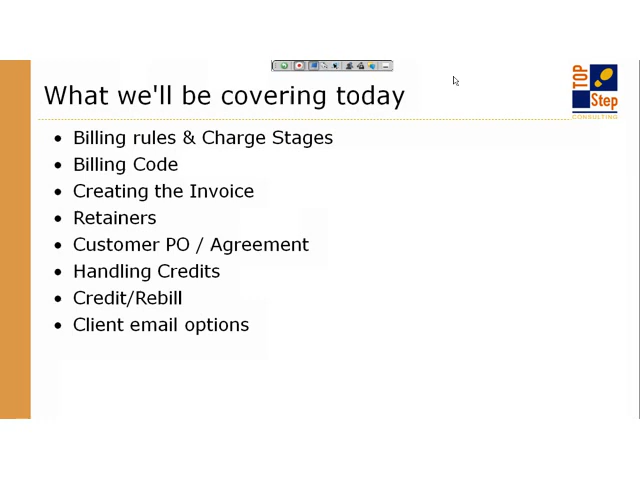 What we'll be covering today
TOP
Step
CONSULTING
• Billing rules & Charge Stages
• Billing Code
• Creating the Invoice
• Retainers
• Customer PO / Agreement
• Handling Credits
• Credit/Rebill
• Client email options